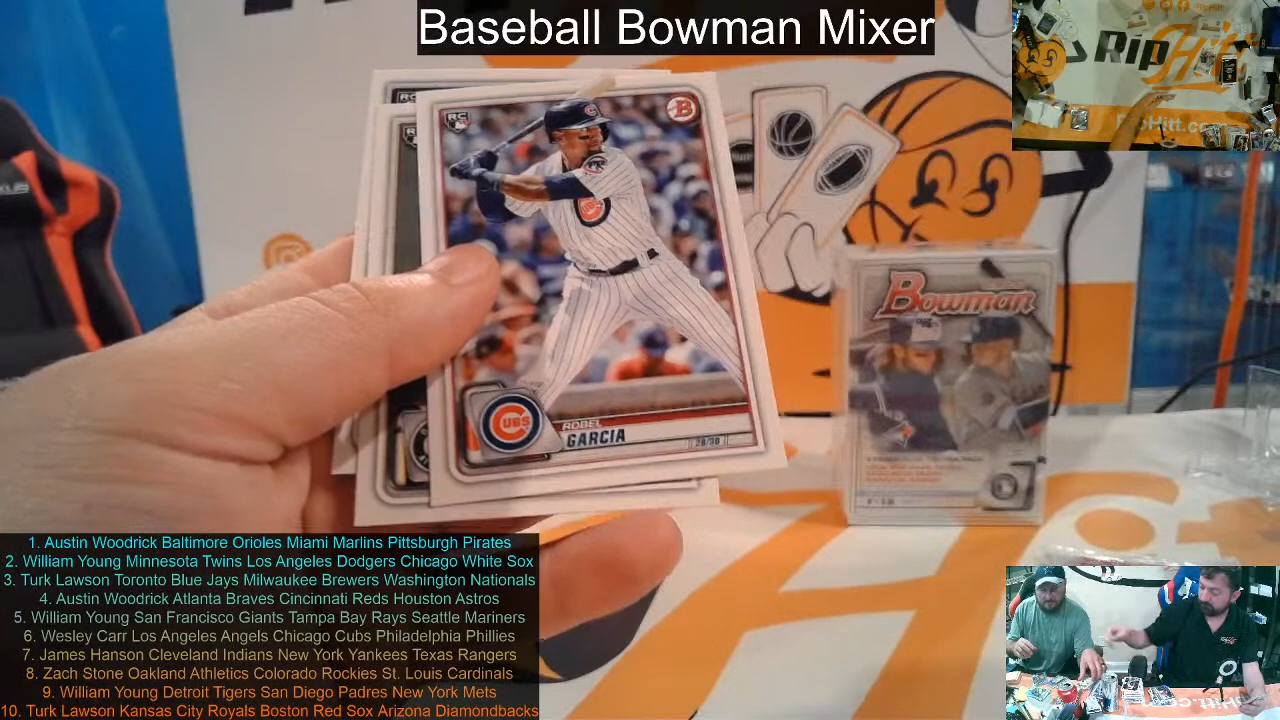 Baseball Bowman Mixer
RipHitt
RipHitt.com
RC
B
CUBS
ROBEL
GARCIA
Bowman
1. Austin Woodrick Baltimore Orioles Miami Marlins Pittsburgh Pirates
2. William Young Minnesota Twins Los Angeles Dodgers Chicago White Sox
3. Turk Lawson Toronto Blue Jays Milwaukee Brewers Washington Nationals
4. Austin Woodrick Atlanta Braves Cincinnati Reds Houston Astros
5. William Young San Francisco Giants Tampa Bay Rays Seattle Mariners
6. Wesley Carr Los Angeles Angels Chicago Cubs Philadelphia Phillies
7. James Hanson Cleveland Indians New York Yankees Texas Rangers
8. Zach Stone Oakland Athletics Colorado Rockies St. Louis Cardinals
9. William Young Detroit Tigers San Diego Padres New York Mets
10. Turk Lawson Kansas City Royals Boston Red Sox Arizona Diamondbacks